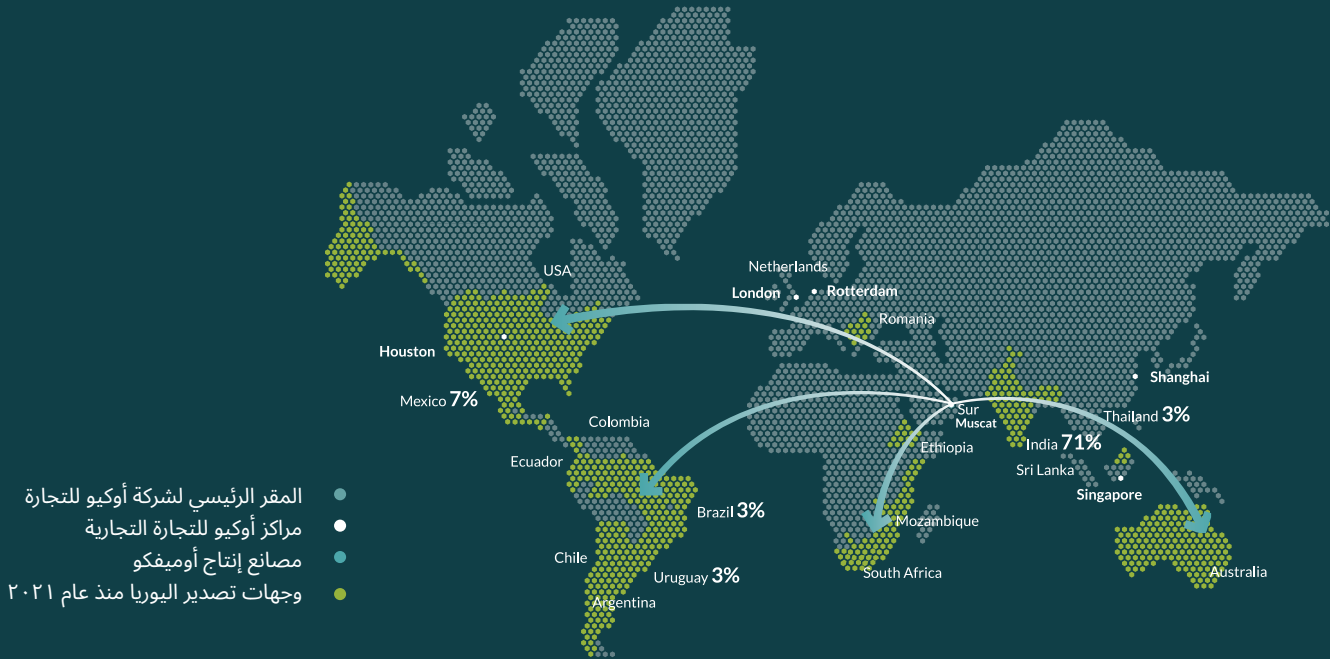 USA
Netherlands
London
Rotterdam
Romania
Houston
Shanghai
Mexico 7%
Sur
Muscat
Thailand 3%
Colombia
Ethiopia
India 71%
Ecuador
Sri Lanka
Singapore
Brazil 3%
Mozambique
Chile
Uruguay 3%
South Africa
Australia
Argentina
المقر الرئيسي لشركة أوكيو للتجارة
مراكز أوكيو للتجارة التجارية
مصانع إنتاج أوميفكو
وجهات تصدير اليوريا منذ عام ٢٠٢١